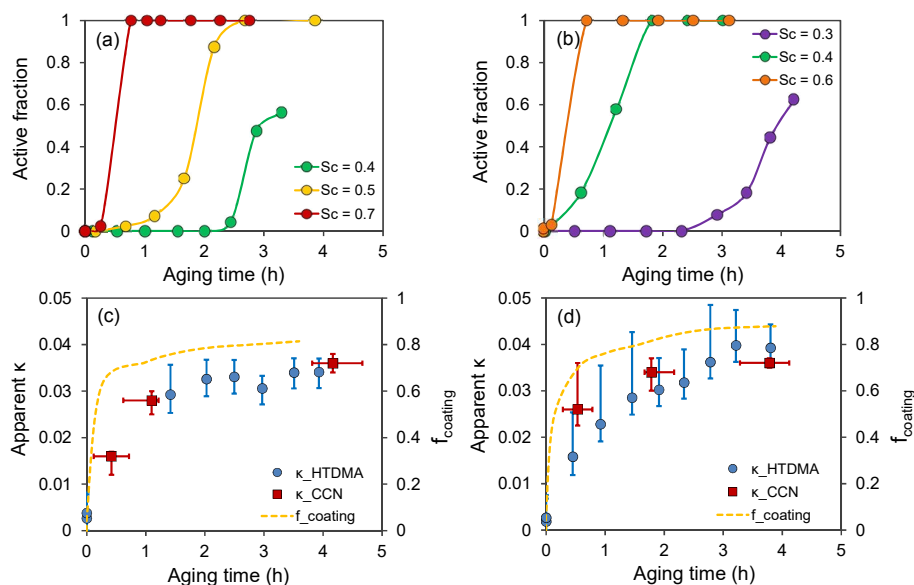 (a)
Active fraction
1
0.8
0.6
0.4
0.2
0
0 1 2 3 4 5
Aging time (h)
Sc = 0.4
Sc = 0.5
Sc = 0.7
(b)
Active fraction
1
0.8
0.6
0.4
0.2
0
0 1 2 3 4 5
Aging time (h)
Sc = 0.3
Sc = 0.4
Sc = 0.6
(c)
Apparent κ
0.05
0.04
0.03
0.02
0.01
0
1
0.8
0.6
0.4
0.2
0
f_coating
0 1 2 3 4 5
Aging time (h)
κ_HTDMA
κ_CCN
f_coating
(d)
Apparent κ
0.05
0.04
0.03
0.02
0.01
0
1
0.8
0.6
0.4
0.2
0
f_coating
0 1 2 3 4 5
Aging time (h)
κ_HTDMA
κ_CCN
f_coating